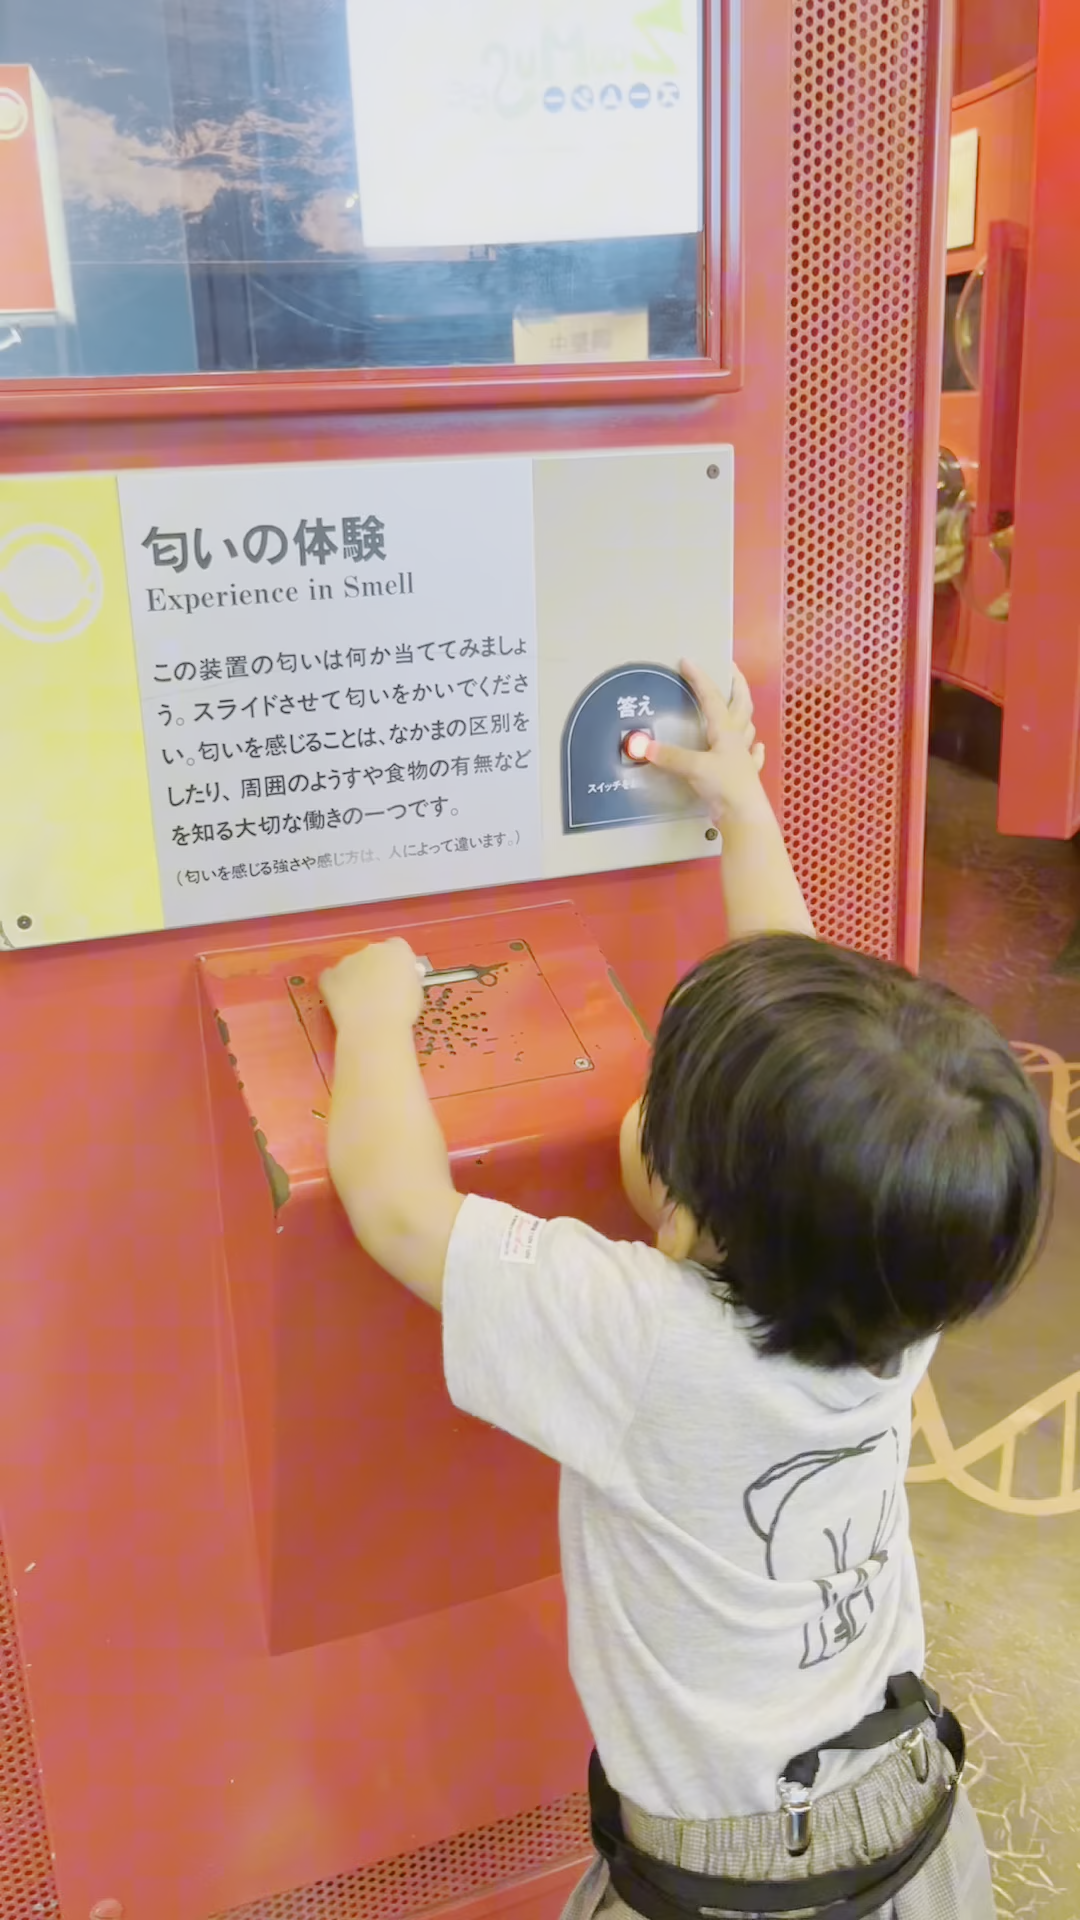 匂いの体験
Experience in Smell
この装置の匂いは何か当ててみましょ
う。スライドさせて匂いをかいでくださ
い。匂いを感じることは、なかまの区別を
したり、周囲のようすや食物の有無など
を知る大切な働きの一つです。
(匂いを感じる強さや感じ方は、人によって違います。)
答え
スイッチを